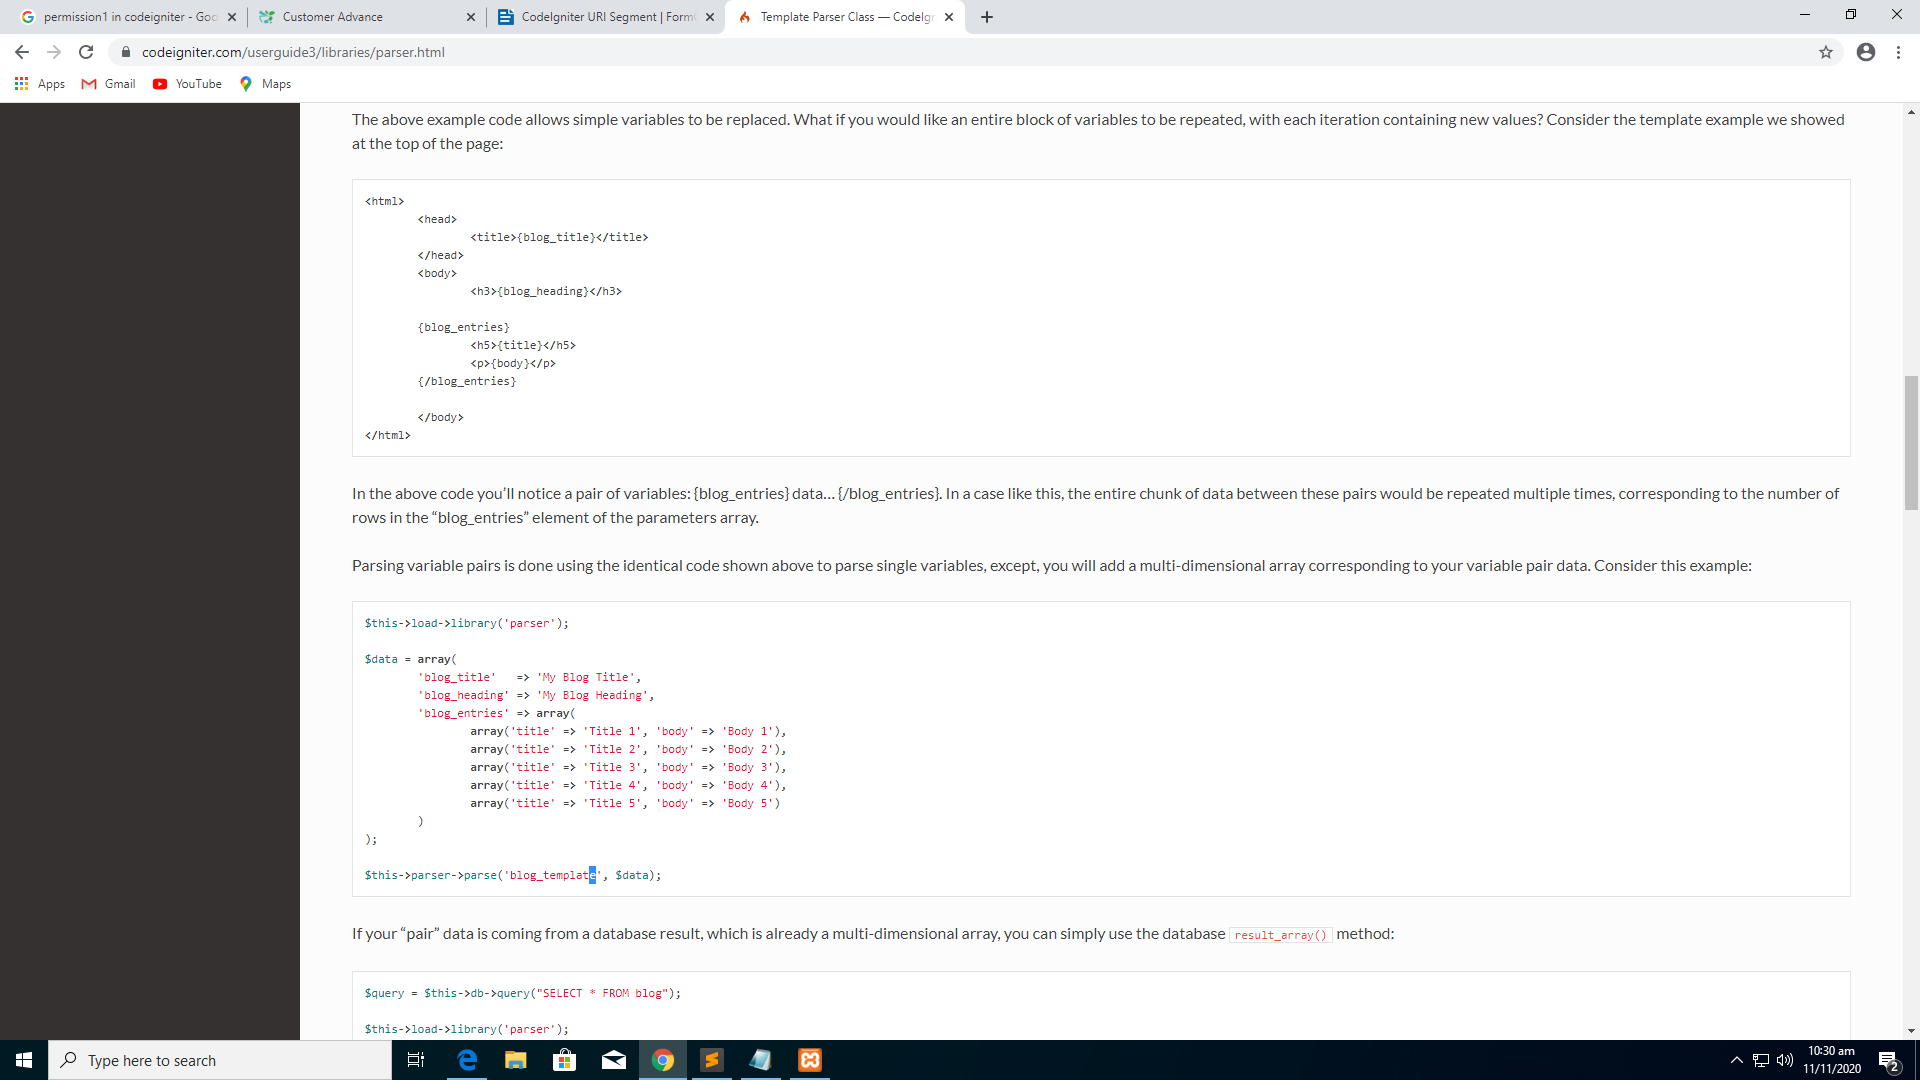 permission1 in codeigniter - Goo
Customer Advance
CodeIgniter URI Segment | Form
Template Parser Class — CodeIgn
codeigniter.com/userguide3/libraries/parser.html
Apps
Gmail
YouTube
Maps
The above example code allows simple variables to be replaced. What if you would like an entire block of variables to be repeated, with each iteration containing new values? Consider the template example we showed
at the top of the page:
<html>
<head>
<title>{blog_title}</title>
</head>
<body>
<h3>{blog_heading}</h3>
{blog_entries}
<h5>{title}</h5>
<p>{body}</p>
{/blog_entries}
</body>
</html>
In the above code you’ll notice a pair of variables: {blog_entries} data… {/blog_entries}. In a case like this, the entire chunk of data between these pairs would be repeated multiple times, corresponding to the number of
rows in the “blog_entries” element of the parameters array.
Parsing variable pairs is done using the identical code shown above to parse single variables, except, you will add a multi-dimensional array corresponding to your variable pair data. Consider this example:
$this->load->library('parser');
$data = array(
'blog_title'   => 'My Blog Title',
'blog_heading' => 'My Blog Heading',
'blog_entries' => array(
array('title' => 'Title 1', 'body' => 'Body 1'),
array('title' => 'Title 2', 'body' => 'Body 2'),
array('title' => 'Title 3', 'body' => 'Body 3'),
array('title' => 'Title 4', 'body' => 'Body 4'),
array('title' => 'Title 5', 'body' => 'Body 5')
)
);
$this->parser->parse('blog_template', $data);
If your “pair” data is coming from a database result, which is already a multi-dimensional array, you can simply use the database result_array() method:
$query = $this->db->query("SELECT * FROM blog");
$this->load->library('parser');
Type here to search
10:30 am
11/11/2020
2